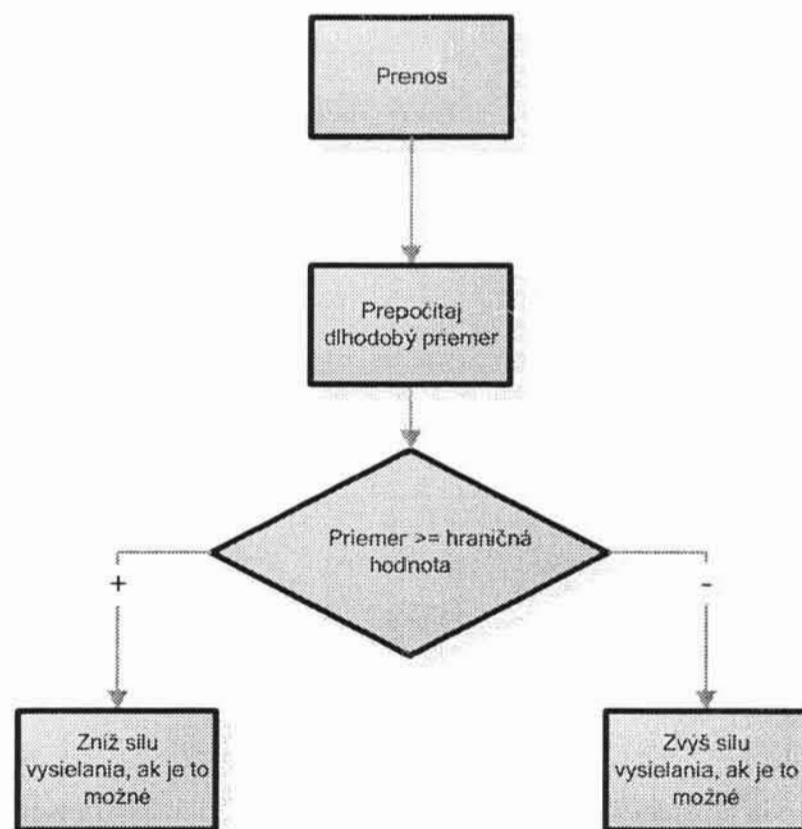 Prenos
Prepočítaj
dlhodobý priemer
Priemer >= hraničná
hodnota
+
-
Zníž silu
vysielania, ak je to
možné
Zvýš silu
vysielania, ak je to
možné